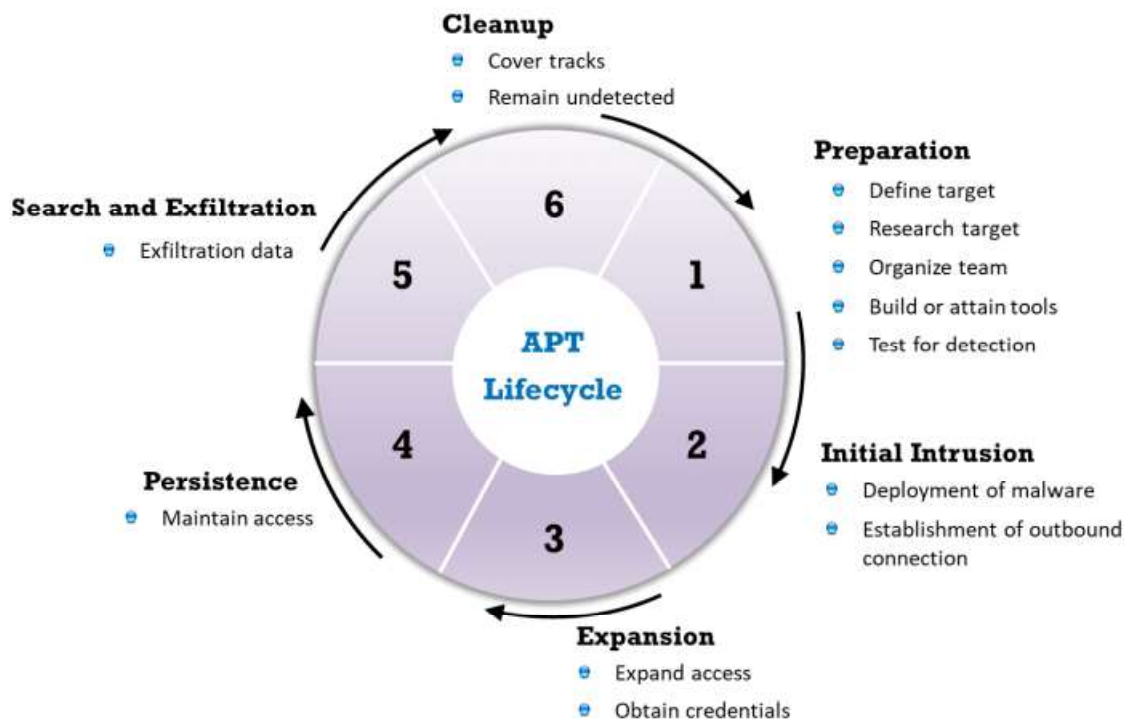 Cleanup
Cover tracks
Remain undetected
Preparation
Define target
Research target
Organize team
Build or attain tools
Test for detection
Search and Exfiltration
Exfiltration data
6
5
1
APT
Lifecycle
4
2
3
Initial Intrusion
Deployment of malware
Establishment of outbound
connection
Persistence
Maintain access
Expansion
Expand access
Obtain credentials